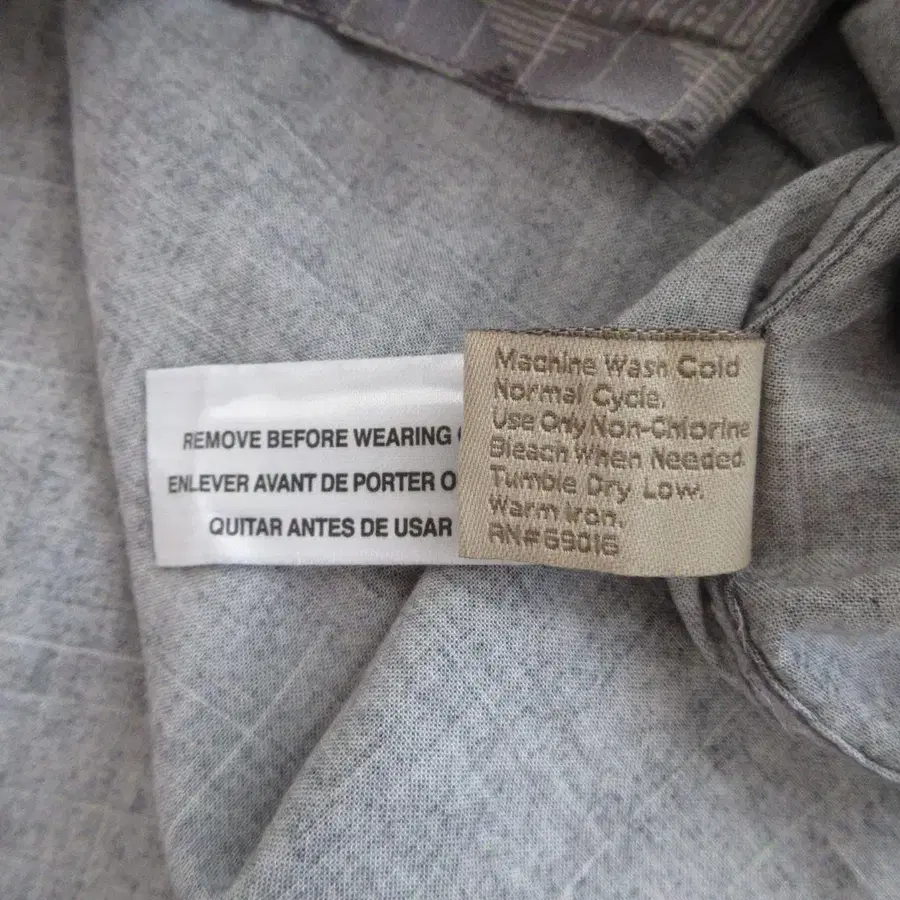 REMOVE BEFORE WEARING
ENLEVER AVANT DE PORTER O
QUITAR ANTES DE USAR
Machine Wash Cold
Normal Cycle.
Use Only Non-Chlorine
Bleach When Needed.
Tumble Dry Low.
Warm Iron.
RN#69016